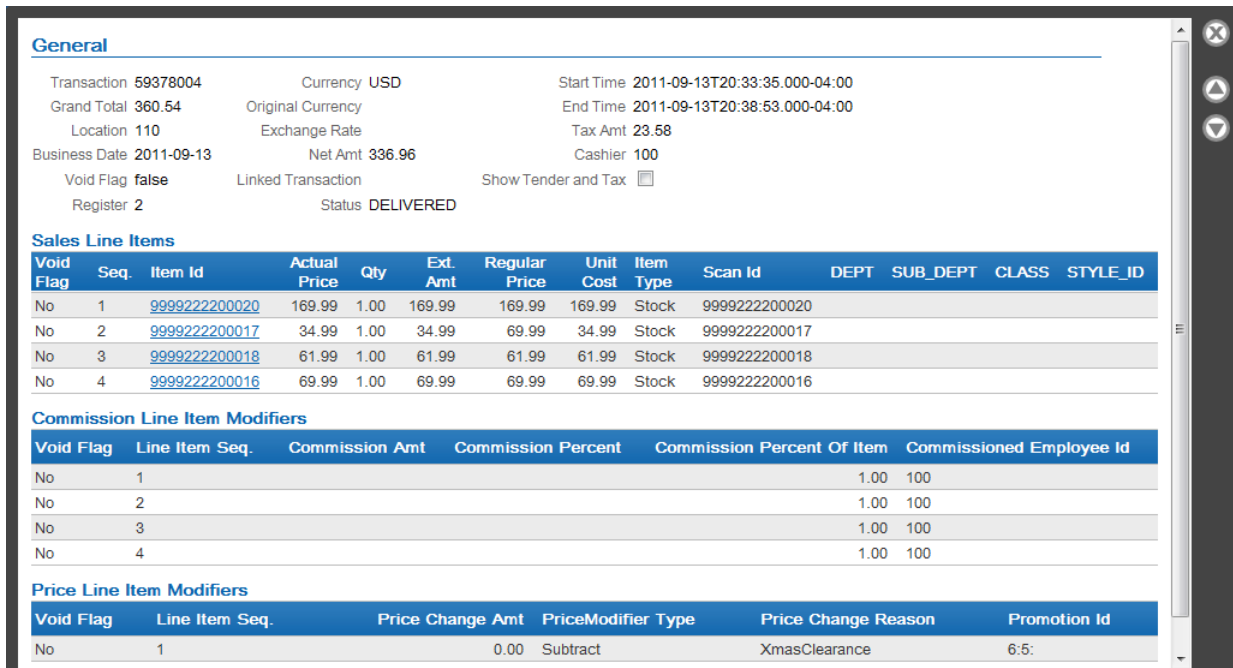 General
Transaction 59378004 Currency USD Start Time 2011-09-13T20:33:35.000-04:00
Grand Total 360.54 Original Currency End Time 2011-09-13T20:38:53.000-04:00
Location 110 Exchange Rate Tax Amt 23.58
Business Date 2011-09-13 Net Amt 336.96 Cashier 100
Void Flag false Linked Transaction Show Tender and Tax
Register 2 Status DELIVERED
Sales Line Items
Void Flag Seq. Item Id Actual Price Qty Ext. Amt Regular Price Unit Cost Item Type Scan Id DEPT SUB_DEPT CLASS STYLE_ID
No 1 9999222200020 169.99 1.00 169.99 169.99 169.99 Stock 9999222200020
No 2 9999222200017 34.99 1.00 34.99 69.99 34.99 Stock 9999222200017
No 3 9999222200018 61.99 1.00 61.99 61.99 61.99 Stock 9999222200018
No 4 9999222200016 69.99 1.00 69.99 69.99 69.99 Stock 9999222200016
Commission Line Item Modifiers
Void Flag Line Item Seq. Commission Amt Commission Percent Commission Percent Of Item Commissioned Employee Id
No 1 1.00 100
No 2 1.00 100
No 3 1.00 100
No 4 1.00 100
Price Line Item Modifiers
Void Flag Line Item Seq. Price Change Amt PriceModifier Type Price Change Reason Promotion Id
No 1 0.00 Subtract XmasClearance 6:5: